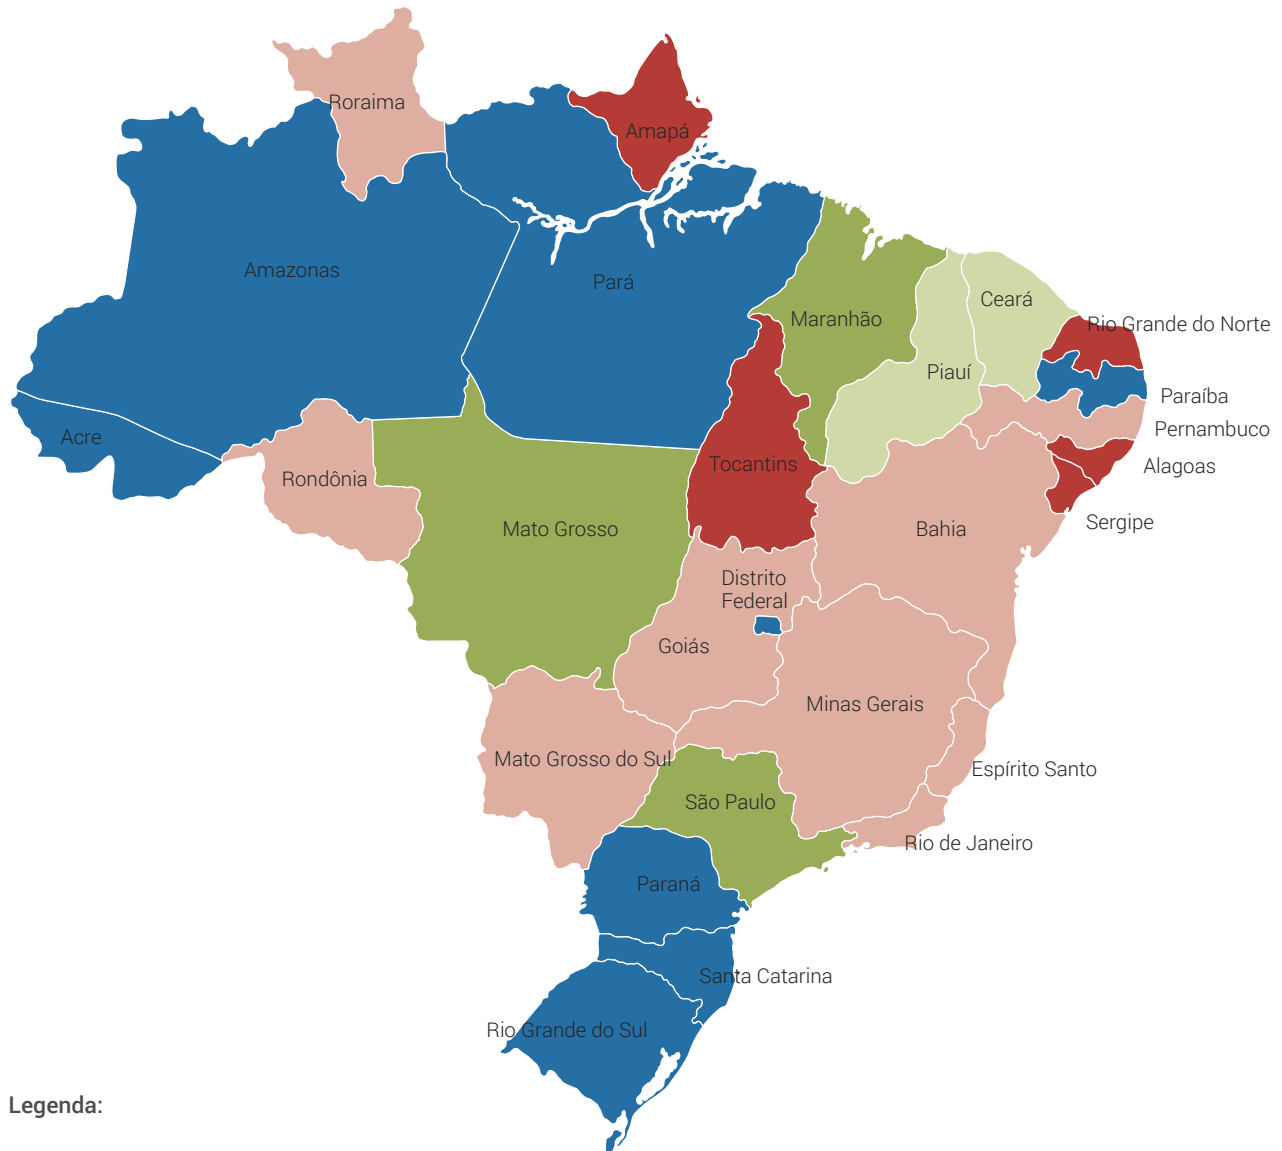 Roraima
Amapá
Amazonas
Pará
Maranhão
Ceará
Rio Grande do Norte
Piauí
Paraíba
Pernambuco
Acre
Rondônia
Tocantins
Alagoas
Mato Grosso
Bahia
Sergipe
Distrito
Federal
Goiás
Minas Gerais
Mato Grosso do Sul
Espírito Santo
São Paulo
Rio de Janeiro
Paraná
Santa Catarina
Rio Grande do Sul
Legenda: